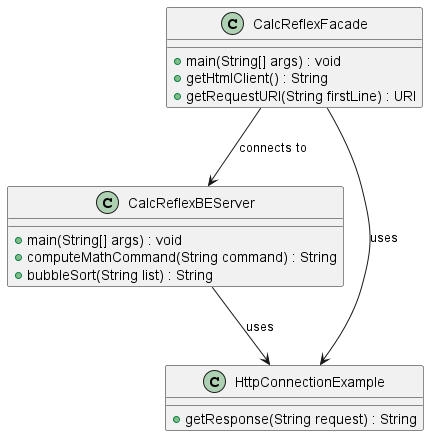 C CalcReflexFacade
main(String[] args) : void
getHtmlClient() : String
getRequestURI(String firstLine) : URI
connects to
C CalcReflexBEServer
main(String[] args) : void
computeMathCommand(String command) : String
bubbleSort(String list) : String
uses
uses
C HttpConnectionExample
getResponse(String request) : String